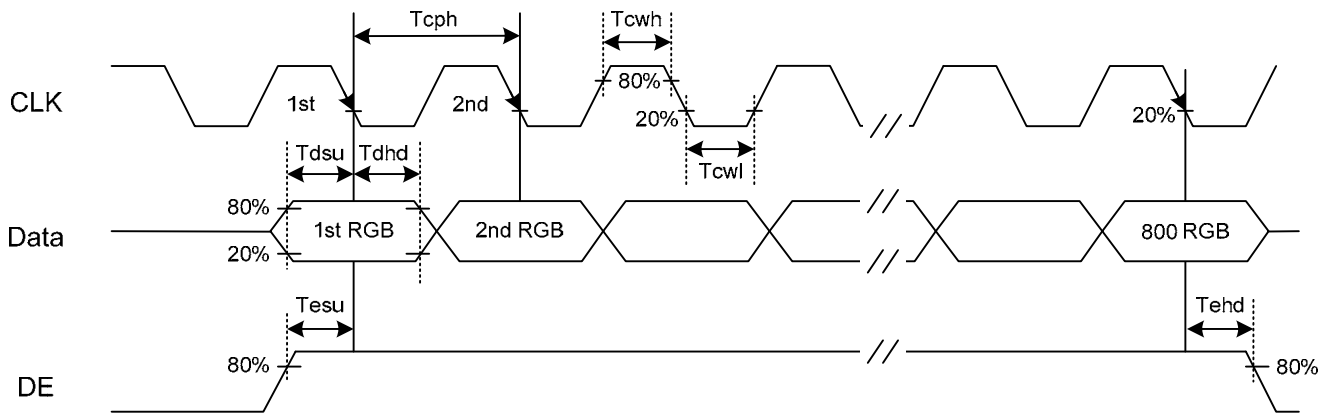 Tcph
Tcwh
CLK
1st
2nd
80%
20%
20%
Tcwl
Tdsu
Tdhd
Data
80%
20%
1st RGB
2nd RGB
800 RGB
Tesu
Tehd
DE
80%
80%